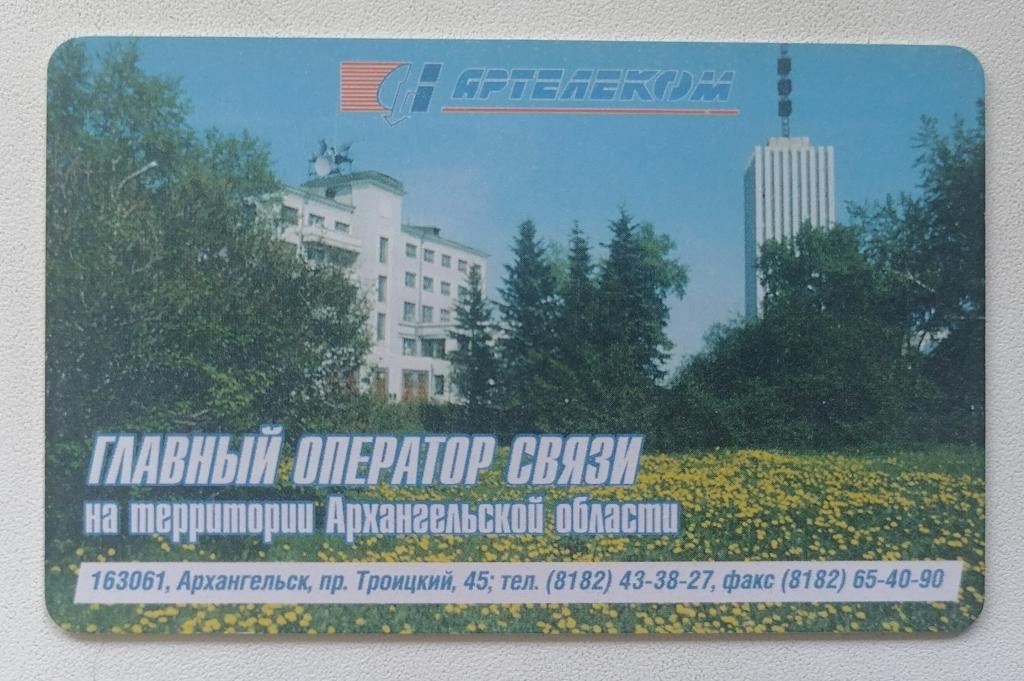 АРТЕЛЕКОМ
ГЛАВНЫЙ ОПЕРАТОР СВЯЗИ
на территории Архангельской области
163061, Архангельск, пр. Троицкий, 45; тел. (8182) 43-38-27, факс (8182) 65-40-90